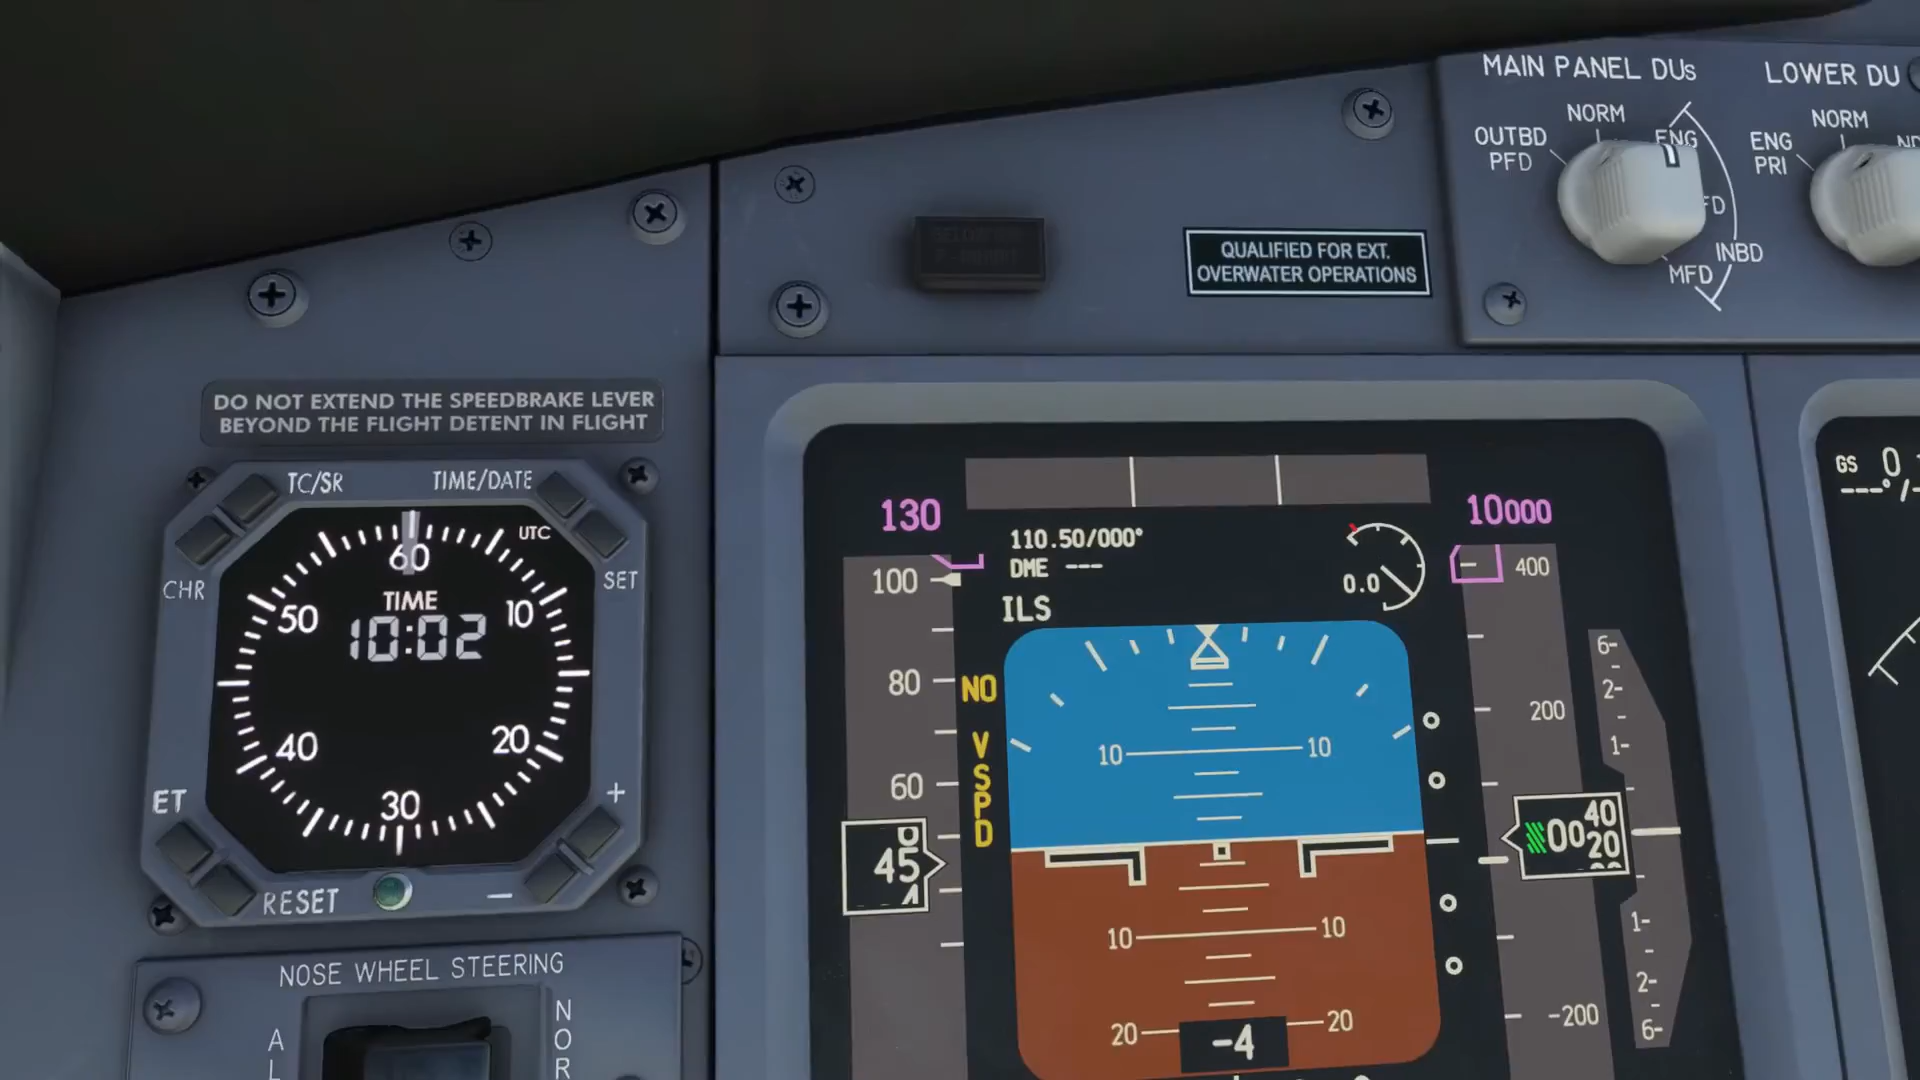 MAIN PANEL DUs
LOWER DU
NORM
OUTBD
PFD
ENG
INBD
MFD
NORM
ENG
PRI
QUALIFIED FOR EXT.
OVERWATER OPERATIONS
DO NOT EXTEND THE SPEEDBRAKE LEVER
BEYOND THE FLIGHT DETENT IN FLIGHT
TC/SR
TIME/DATE
CHR
SET
UTC
60
50
10
TIME
10:02
40
20
30
ET
+
RESET
-
NOSE WHEEL STEERING
A
L
N
O
R
130
10000
110.50/000°
DME ---
0.0
ILS
100
80
60
45
NO
V
S
P
D
10 10
10 10
20 20
-4
400
200
00
40
20
-200
6-
2-
1-
1-
2-
6-
GS 0
---°/-